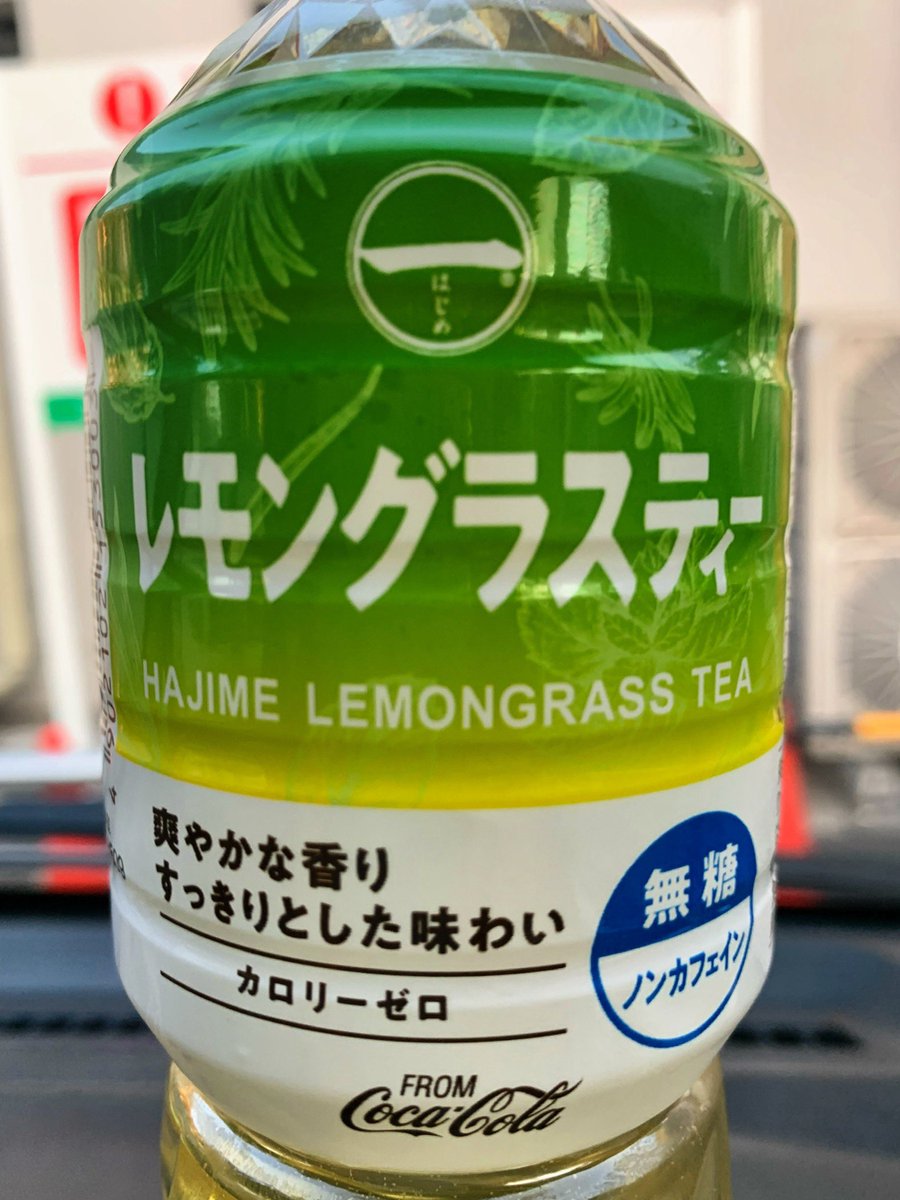 一
はじめ
レモングラスティー
HAJIME LEMONGRASS TEA
爽やかな香り
すっきりとした味わい
カロリーゼロ
無糖
ノンカフェイン
FROM
Coca-Cola